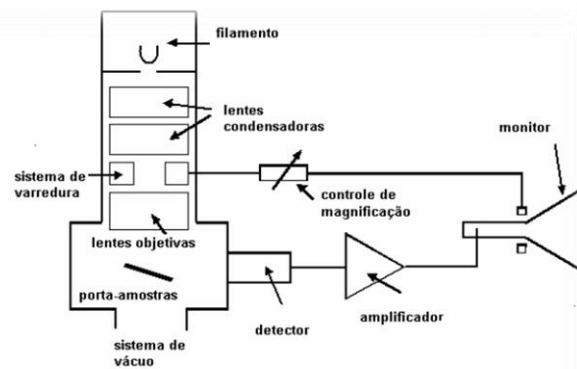 filamento
lentes
condensadoras
monitor
sistema de
varredura
controle de
magnificação
lentes objetivas
porta-amostras
detector
amplificador
sistema de
vácuo